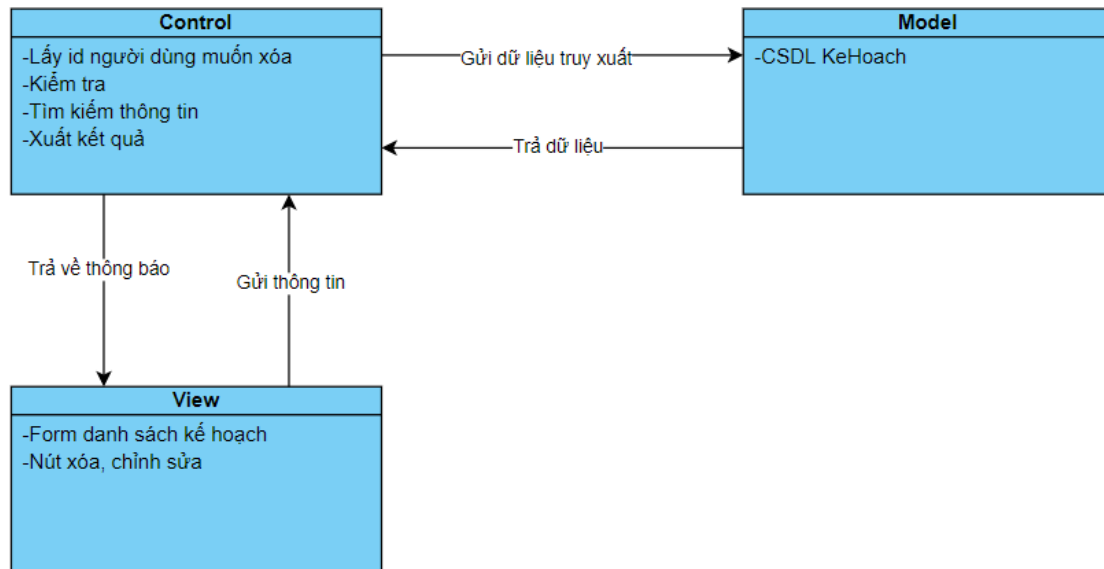 Control
-Lấy id người dùng muốn xóa
-Kiểm tra
-Tìm kiếm thông tin
-Xuất kết quả
Gửi dữ liệu truy xuất
Trả dữ liệu
Model
-CSDL KeHoach
Trả về thông báo
Gửi thông tin
View
-Form danh sách kế hoạch
-Nút xóa, chỉnh sửa